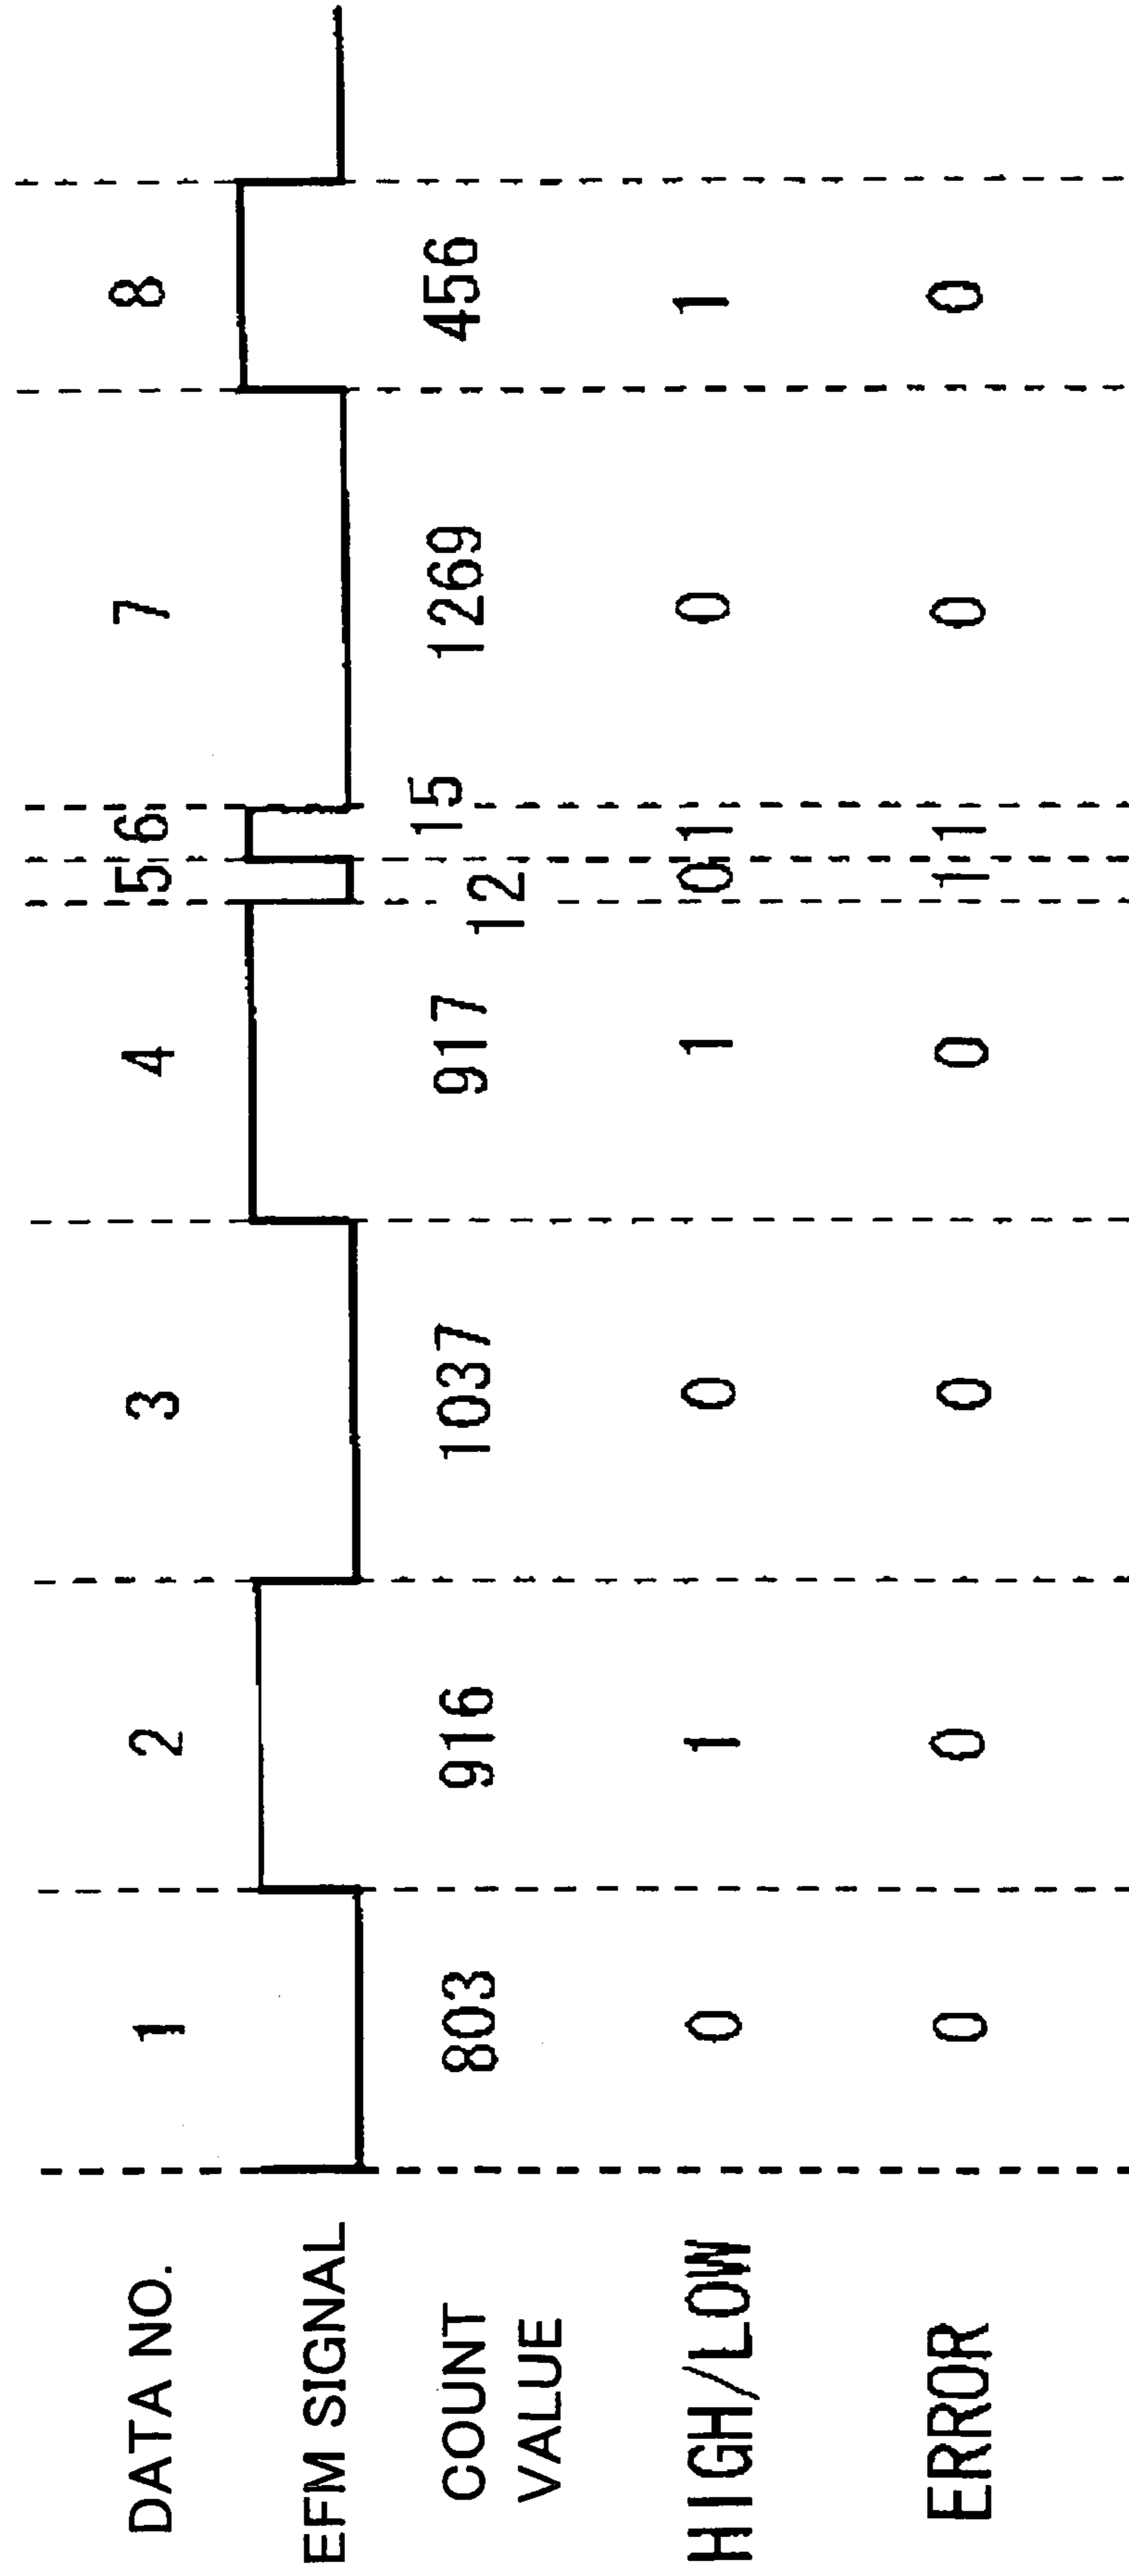 DATA NO. 1 2 3 4 5 6 7 8
EFM SIGNAL
COUNT VALUE 803 916 1037 917 12 15 1269 456
HIGH/LOW 0 1 0 1 0 1 0 1
ERROR 0 0 0 0 1 1 0 0